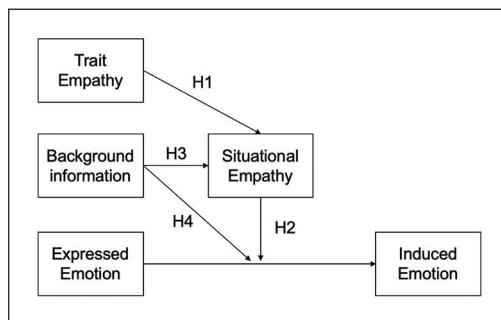 Trait
Empathy
H1
Background
information
H3
Situational
Empathy
H4
H2
Expressed
Emotion
Induced
Emotion